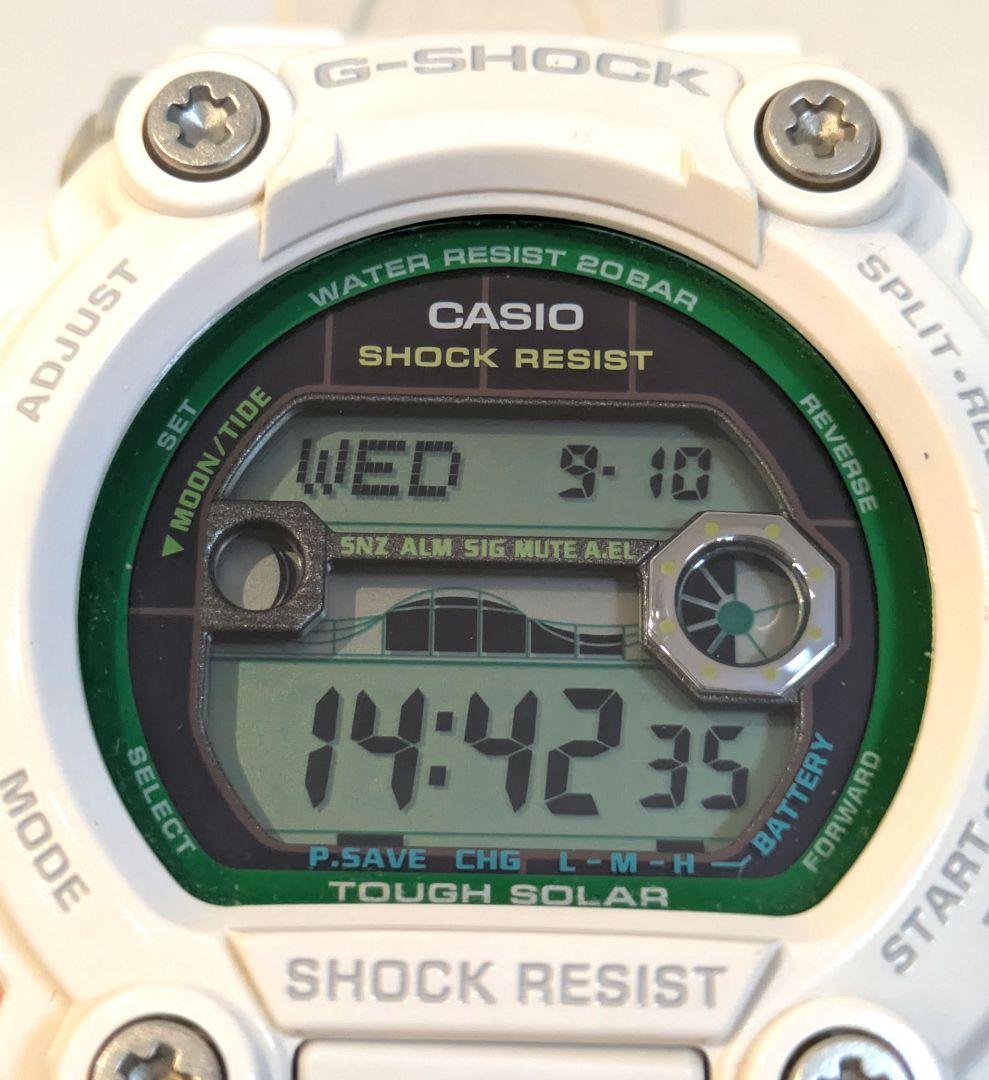 G-SHOCK
WATER RESIST 20BAR
CASIO
SHOCK RESIST
ADJUST
SPLIT•RE
SET
▼MOON/TIDE
REVERSE
WED 9-10
SNZ ALM SIG MUTE A.EL
14:42 35
SELECT
MODE
BATTERY
FORWARD
START•
P.SAVE CHG L-M-H
TOUGH SOLAR
SHOCK RESIST